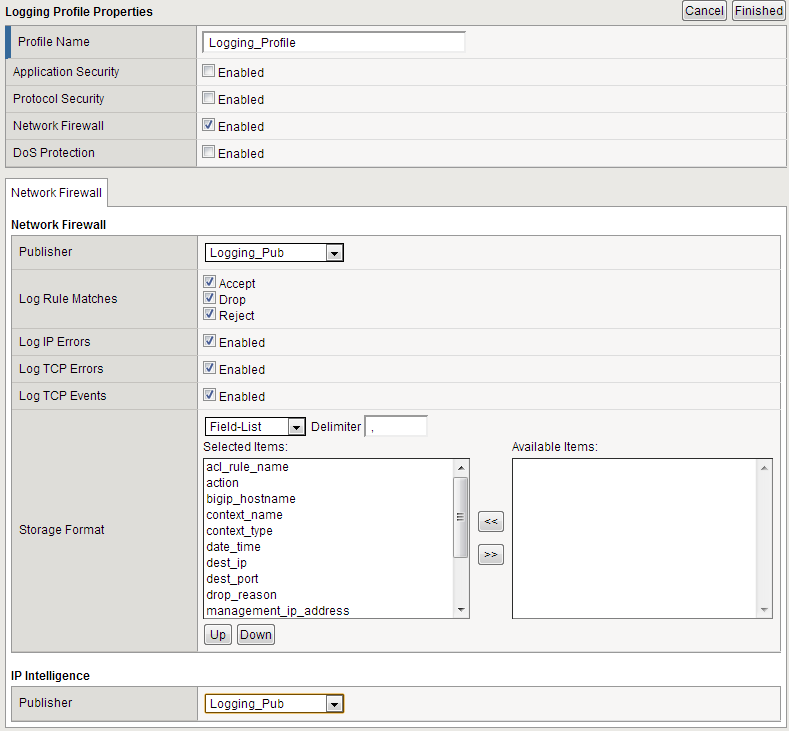 Logging Profile Properties Cancel Finished
Profile Name Logging_Profile
Application Security Enabled
Protocol Security Enabled
Network Firewall Enabled
DoS Protection Enabled
Network Firewall
Network Firewall
Publisher Logging_Pub
Log Rule Matches
Accept
Drop
Reject
Log IP Errors Enabled
Log TCP Errors Enabled
Log TCP Events Enabled
Storage Format
Field-List Delimiter ,
Selected Items: Available Items:
acl_rule_name
action
bigip_hostname
context_name
context_type
date_time
dest_ip
dest_port
drop_reason
management_ip_address
<<
>>
Up Down
IP Intelligence
Publisher Logging_Pub